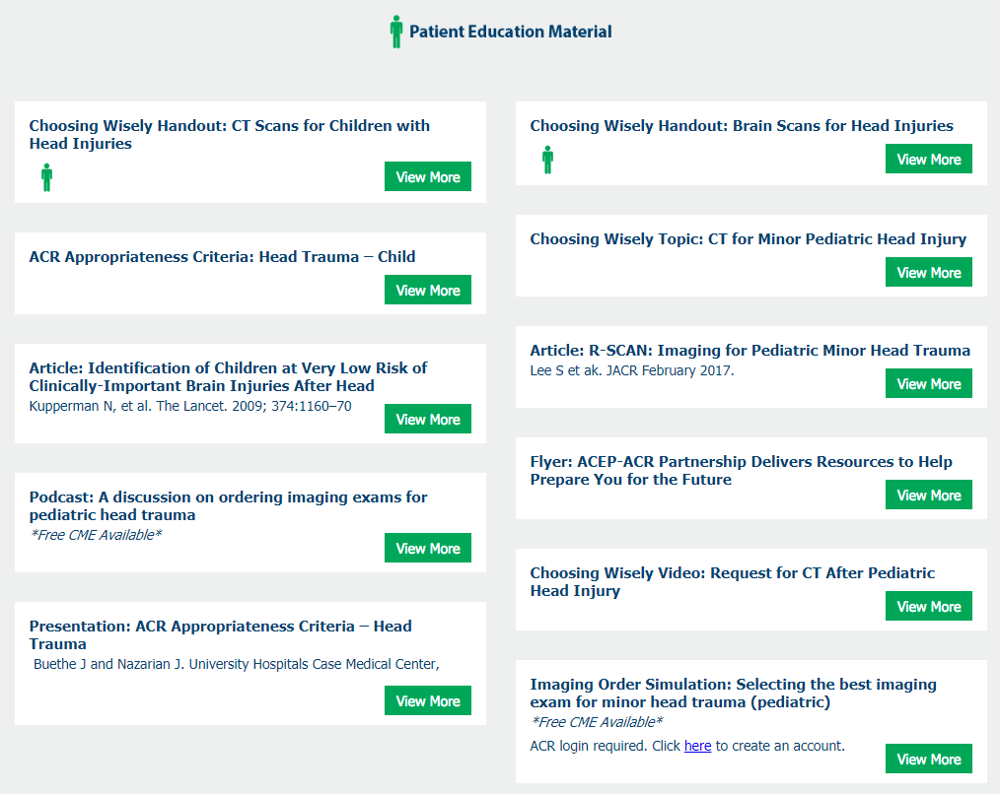 Patient Education Material
Choosing Wisely Handout: CT Scans for Children with
Head Injuries
View More
ACR Appropriateness Criteria: Head Trauma – Child
View More
Article: Identification of Children at Very Low Risk of
Clinically-Important Brain Injuries After Head
Kupperman N, et al. The Lancet. 2009; 374:1160–70
View More
Podcast: A discussion on ordering imaging exams for
pediatric head trauma
*Free CME Available*
View More
Presentation: ACR Appropriateness Criteria – Head
Trauma
Buethe J and Nazarian J. University Hospitals Case Medical Center,
View More
Choosing Wisely Handout: Brain Scans for Head Injuries
View More
Choosing Wisely Topic: CT for Minor Pediatric Head Injury
View More
Article: R-SCAN: Imaging for Pediatric Minor Head Trauma
Lee S et ak. JACR February 2017.
View More
Flyer: ACEP-ACR Partnership Delivers Resources to Help
Prepare You for the Future
View More
Choosing Wisely Video: Request for CT After Pediatric
Head Injury
View More
Imaging Order Simulation: Selecting the best imaging
exam for minor head trauma (pediatric)
*Free CME Available*
ACR login required. Click here to create an account.
View More